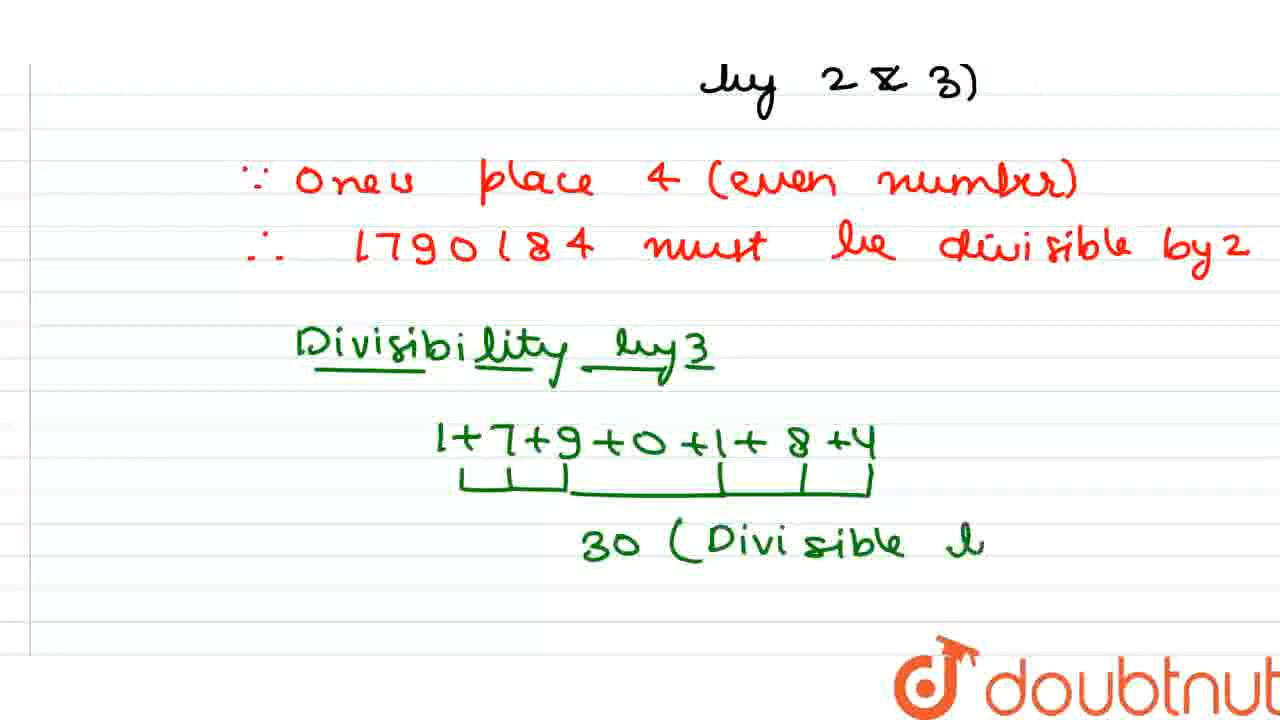 by 2 & 3)
∵ ones place 4 (even number)
∴ 1790184 must be divisible by 2
Divisibility by 3
1+7+9+0+1+8+4
30 (Divisible b
doubtnut